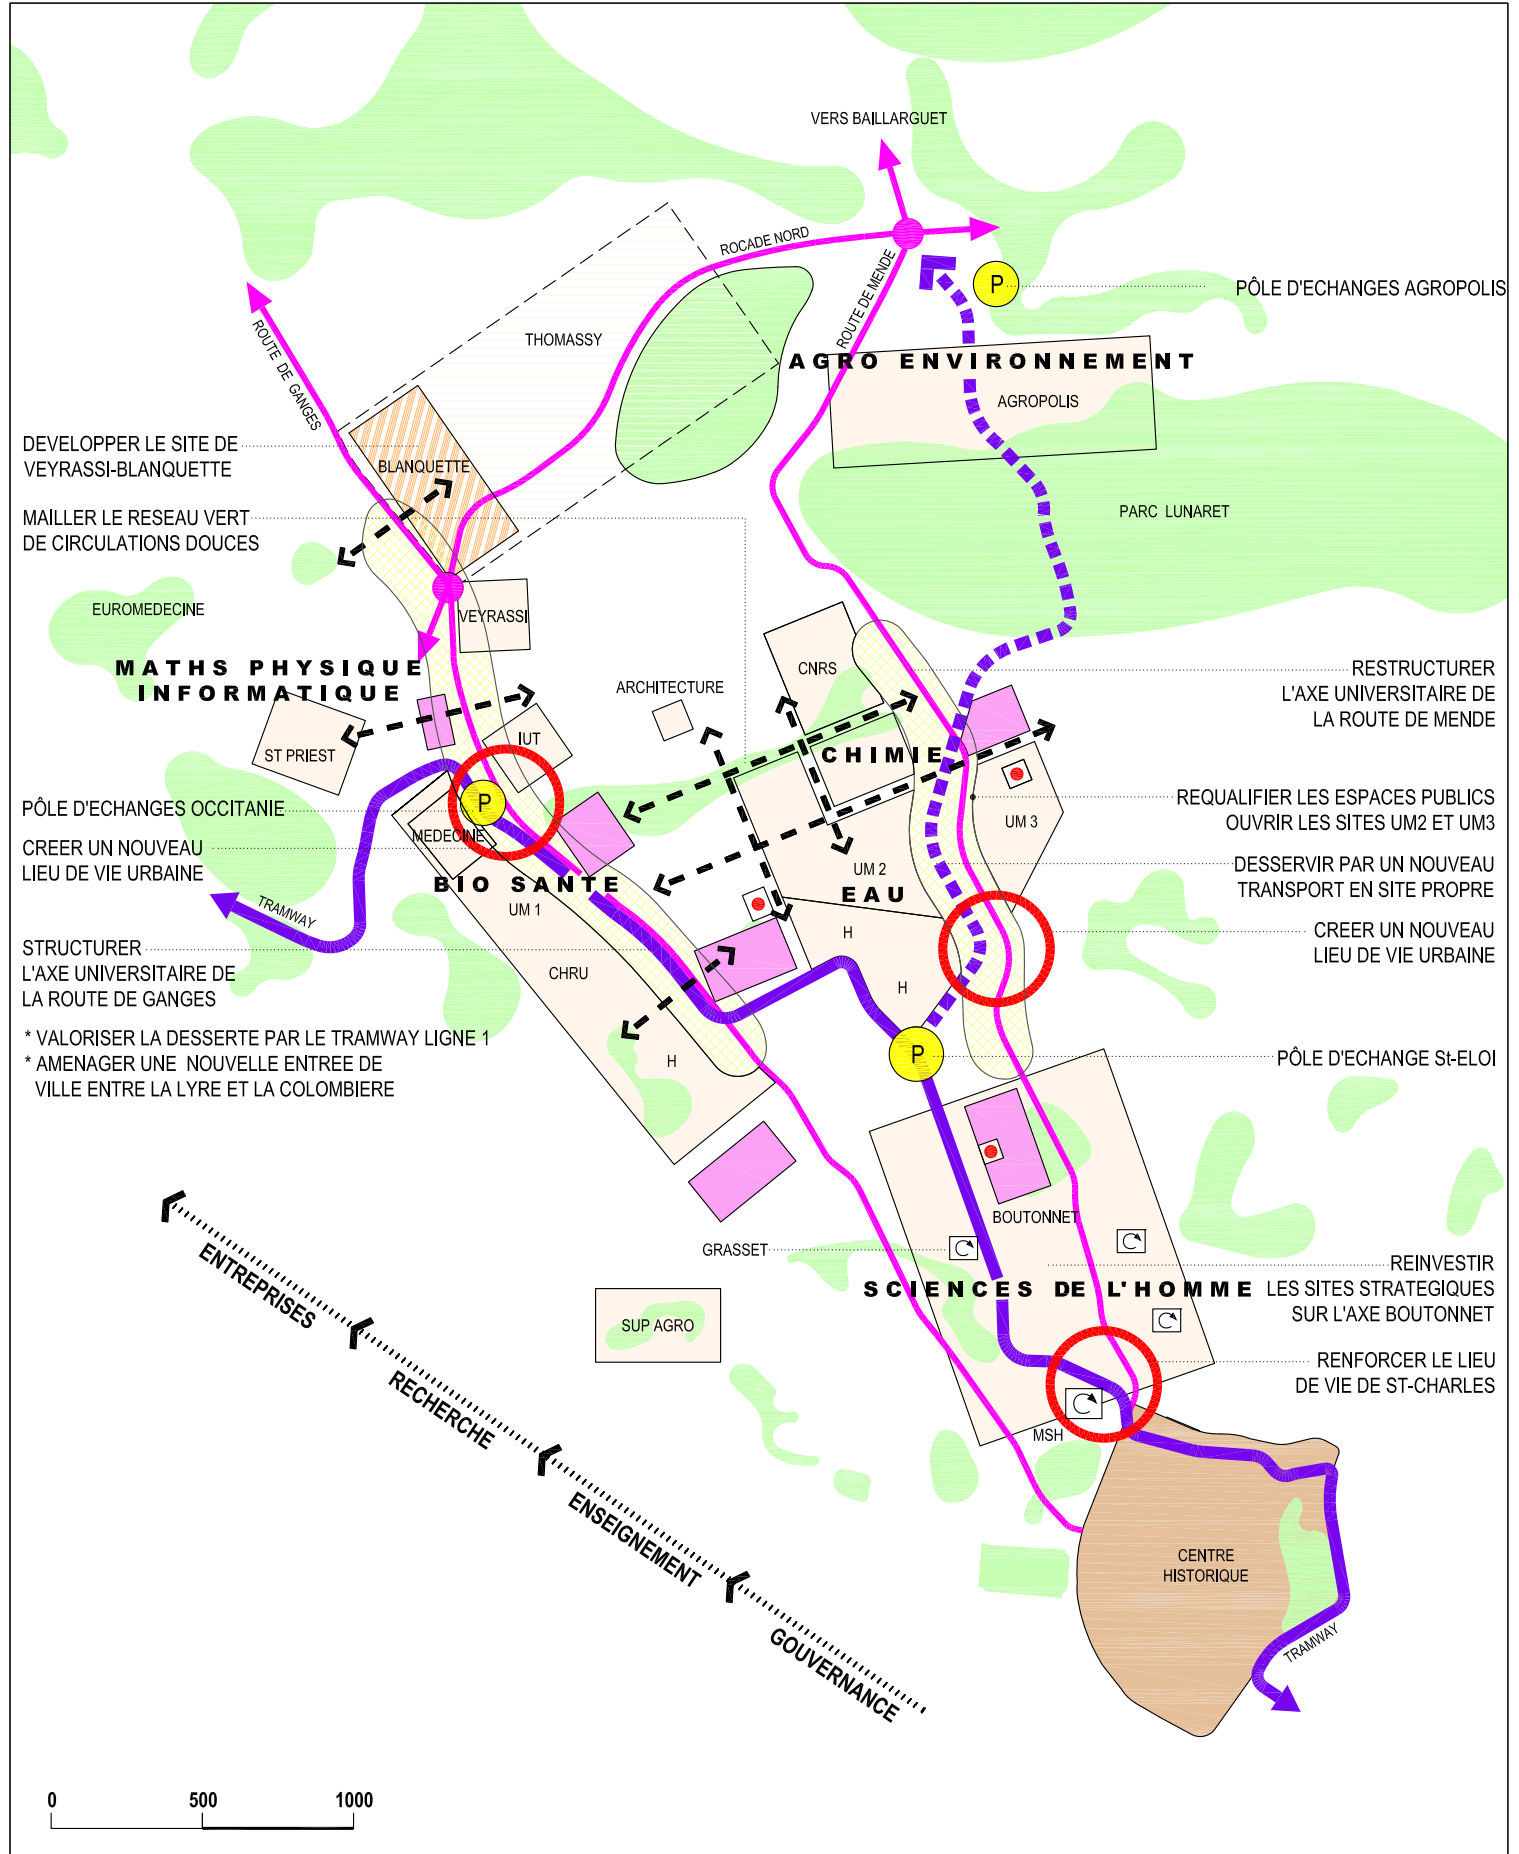 VERS BAILLARGUET
ROCADE NORD
ROUTE DE MENDE
P
PÔLE D'ECHANGES AGROPOLIS
ROUTE DE GANGES
THOMASSY
AGRO ENVIRONNEMENT
AGROPOLIS
DEVELOPPER LE SITE DE
VEYRASSI-BLANQUETTE
BLANQUETTE
MAILLER LE RESEAU VERT
DE CIRCULATIONS DOUCES
PARC LUNARET
EUROMEDECINE
VEYRASSI
MATHS PHYSIQUE
INFORMATIQUE
CNRS
ARCHITECTURE
RESTRUCTURER
L'AXE UNIVERSITAIRE DE
LA ROUTE DE MENDE
ST PRIEST
IUT
CHIMIE
PÔLE D'ECHANGES OCCITANIE
P
REQUALIFIER LES ESPACES PUBLICS
OUVRIR LES SITES UM2 ET UM3
UM 3
MEDECINE
CREER UN NOUVEAU
LIEU DE VIE URBAINE
UM 2
DESSERVIR PAR UN NOUVEAU
TRANSPORT EN SITE PROPRE
BIO SANTE
EAU
UM 1
TRAMWAY
H
CREER UN NOUVEAU
LIEU DE VIE URBAINE
STRUCTURER
L'AXE UNIVERSITAIRE DE
LA ROUTE DE GANGES
CHRU
H
* VALORISER LA DESSERTE PAR LE TRAMWAY LIGNE 1
* AMENAGER UNE NOUVELLE ENTREE DE
VILLE ENTRE LA LYRE ET LA COLOMBIERE
H
P
PÔLE D'ECHANGE St-ELOI
BOUTONNET
GRASSET
SCIENCES DE L'HOMME
REINVESTIR
LES SITES STRATEGIQUES
SUR L'AXE BOUTONNET
SUP AGRO
RENFORCER LE LIEU
DE VIE DE ST-CHARLES
MSH
ENTREPRISES
RECHERCHE
ENSEIGNEMENT
GOUVERNANCE
CENTRE
HISTORIQUE
TRAMWAY
0 500 1000